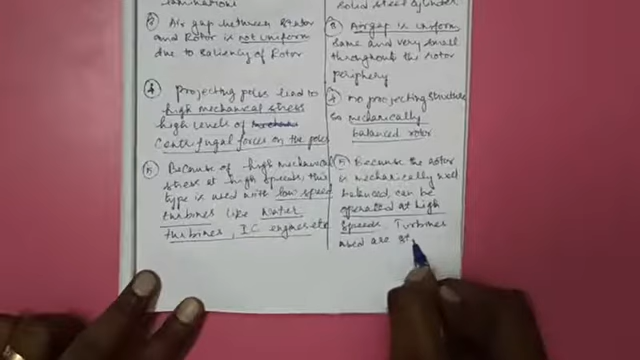 laminations
③ Air gap between Stator
and Rotor is not uniform
due to Saliency of Rotor
④ Projecting poles lead to
high mechanical stress
high levels of
Centrifugal forces on the poles
⑤ Because of high mechanical
stress at high speeds this
type is used with low speed
turbines like Water
turbines, I.C engines etc
solid steel cylinder
③ Air gap is uniform,
same and very small
throughout the rotor
periphery
④ no projecting structure
so mechanically
balanced rotor
⑤ Because the rotor
is mechanically well
balanced, can be
operated at high
speeds Turbines
used are st